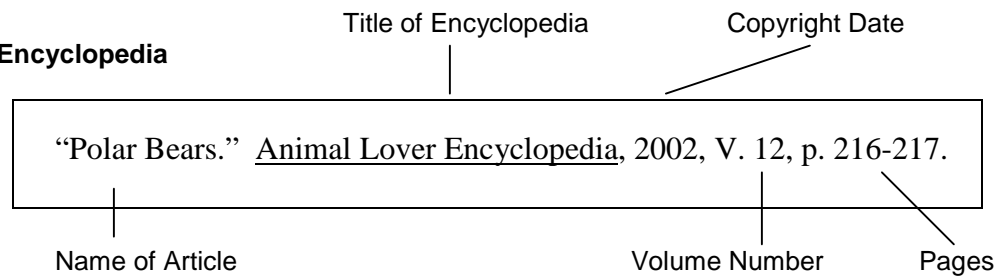 Title of Encyclopedia Copyright Date
Encyclopedia
“Polar Bears.” Animal Lover Encyclopedia, 2002, V. 12, p. 216-217.
Name of Article Volume Number Pages